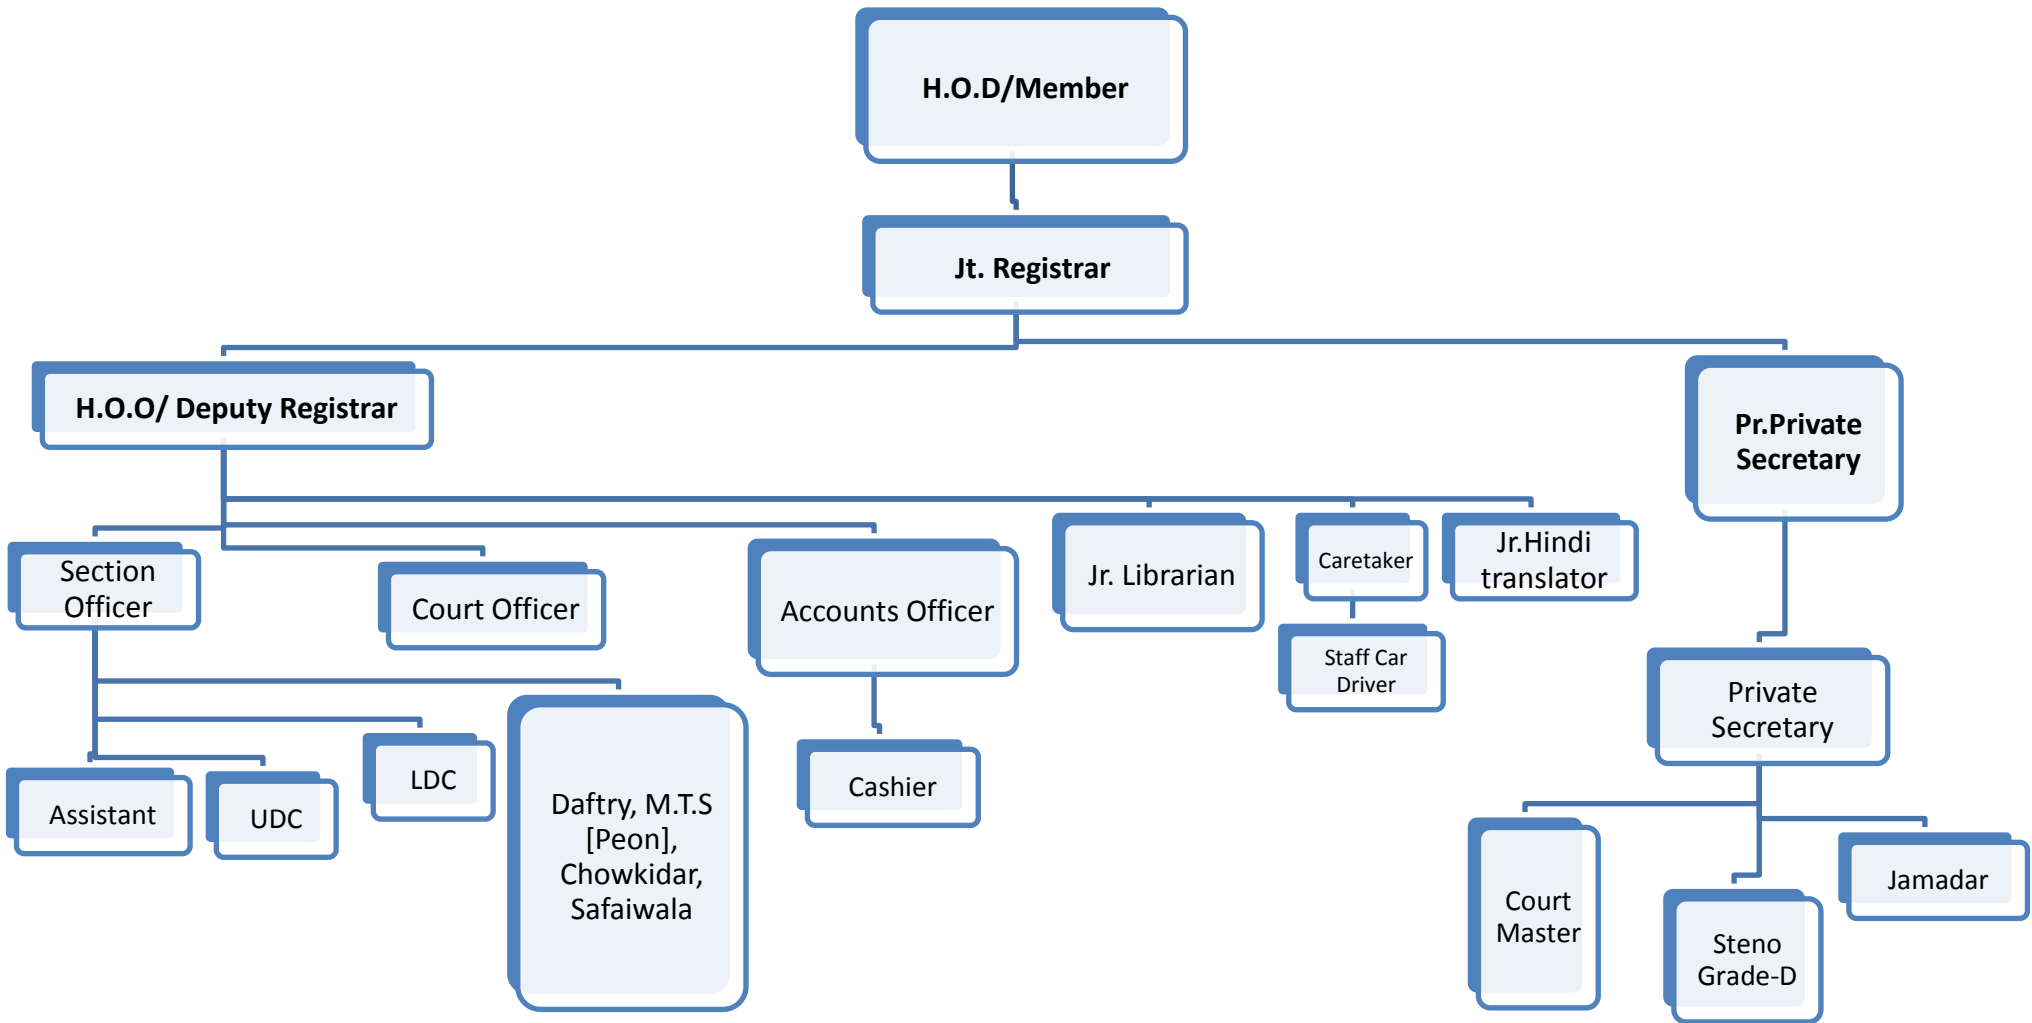 H.O.D/Member
Jt. Registrar
H.O.O/ Deputy Registrar
Pr.Private
Secretary
Section
Officer
Court Officer
Accounts Officer
Jr. Librarian
Caretaker
Jr.Hindi
translator
Staff Car
Driver
Private
Secretary
Assistant
UDC
LDC
Daftry, M.T.S
[Peon],
Chowkidar,
Safaiwala
Cashier
Court
Master
Steno
Grade-D
Jamadar